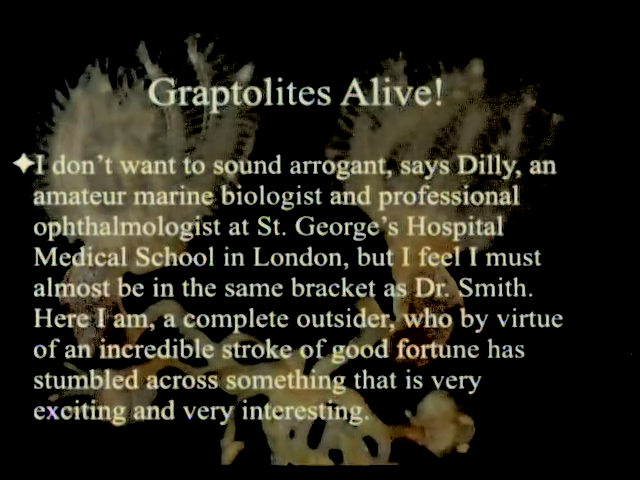 Graptolites Alive!
I don't want to sound arrogant, says Dilly, an
amateur marine biologist and professional
ophthalmologist at St. George's Hospital
Medical School in London, but I feel I must
almost be in the same bracket as Dr. Smith.
Here I am, a complete outsider, who by virtue
of an incredible stroke of good fortune has
stumbled across something that is very
exciting and very interesting.